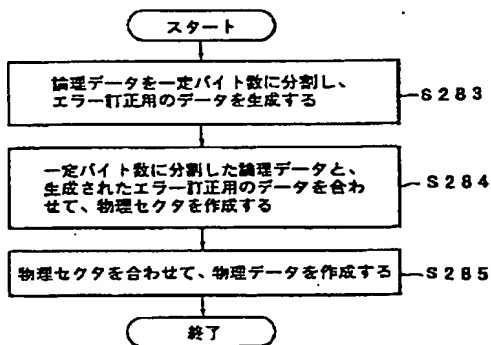 スタート
論理データを一定バイト数に分割し、
エラー訂正用のデータを生成する
S283
一定バイト数に分割した論理データと、
生成されたエラー訂正用のデータを合わ
せて、物理セクタを作成する
S284
物理セクタを合わせて、物理データを作成する
S285
終了